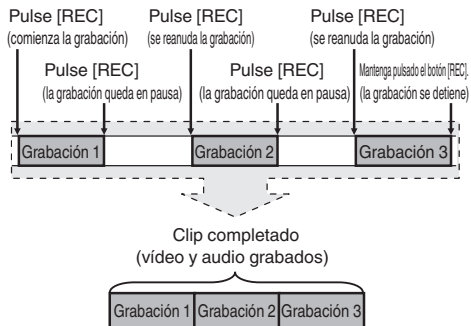 Pulse [REC]
(comienza la grabación)
Pulse [REC]
(se reanuda la grabación)
Pulse [REC]
(se reanuda la grabación)
Pulse [REC]
(la grabación queda en pausa)
Pulse [REC]
(la grabación queda en pausa)
Mantenga pulsado el botón [REC].
(la grabación se detiene)
Grabación 1
Grabación 2
Grabación 3
Clip completado
(vídeo y audio grabados)
Grabación 1
Grabación 2
Grabación 3